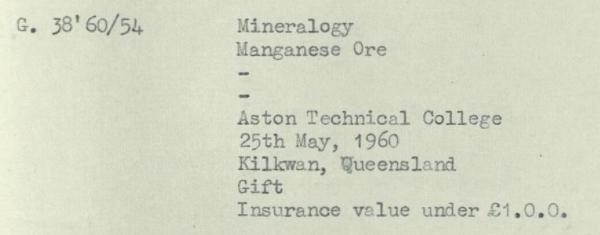 G. 38'60/54 Mineralogy
Manganese Ore
-
-
Aston Technical College
25th May, 1960
Kilkwan, Queensland
Gift
Insurance value under £1.0.0.